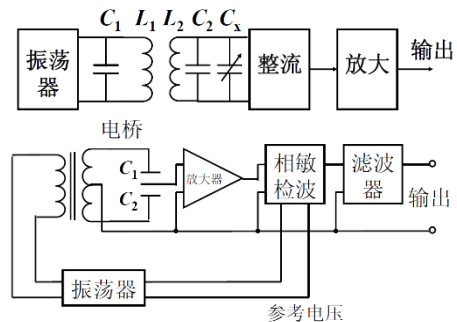 C₁ L₁ L₂ C₂ Cₓ
振荡器
整流
放大
输出
电桥
C₁
C₂
放大器
相敏检波
滤波器
输出
振荡器
参考电压